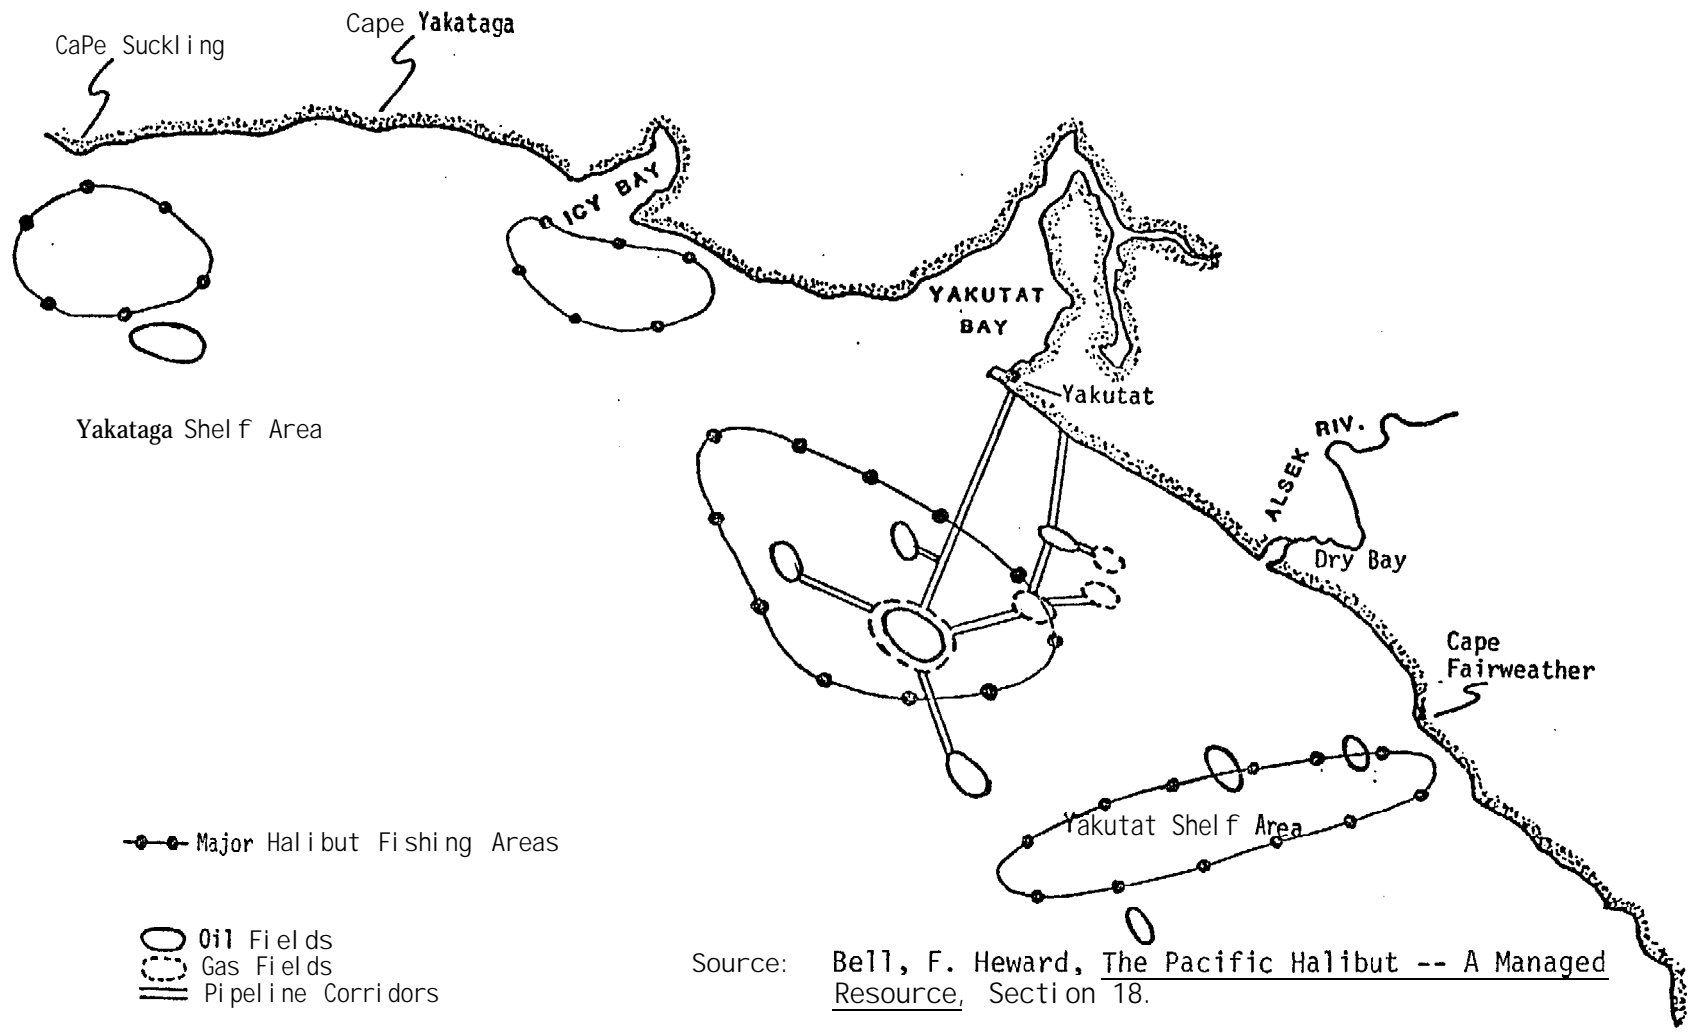 Cape Yakataga
CaPe Suckling
ICY BAY
YAKUTAT
BAY
Yakutat
Yakataga Shelf Area
ALSEK RIV.
Dry Bay
Cape
Fairweather
Yakutat Shelf Area
Major Halibut Fishing Areas
Oil Fields
Gas Fields
Pipeline Corridors
Source: Bell, F. Heward, The Pacific Halibut -- A Managed
Resource, Section 18.